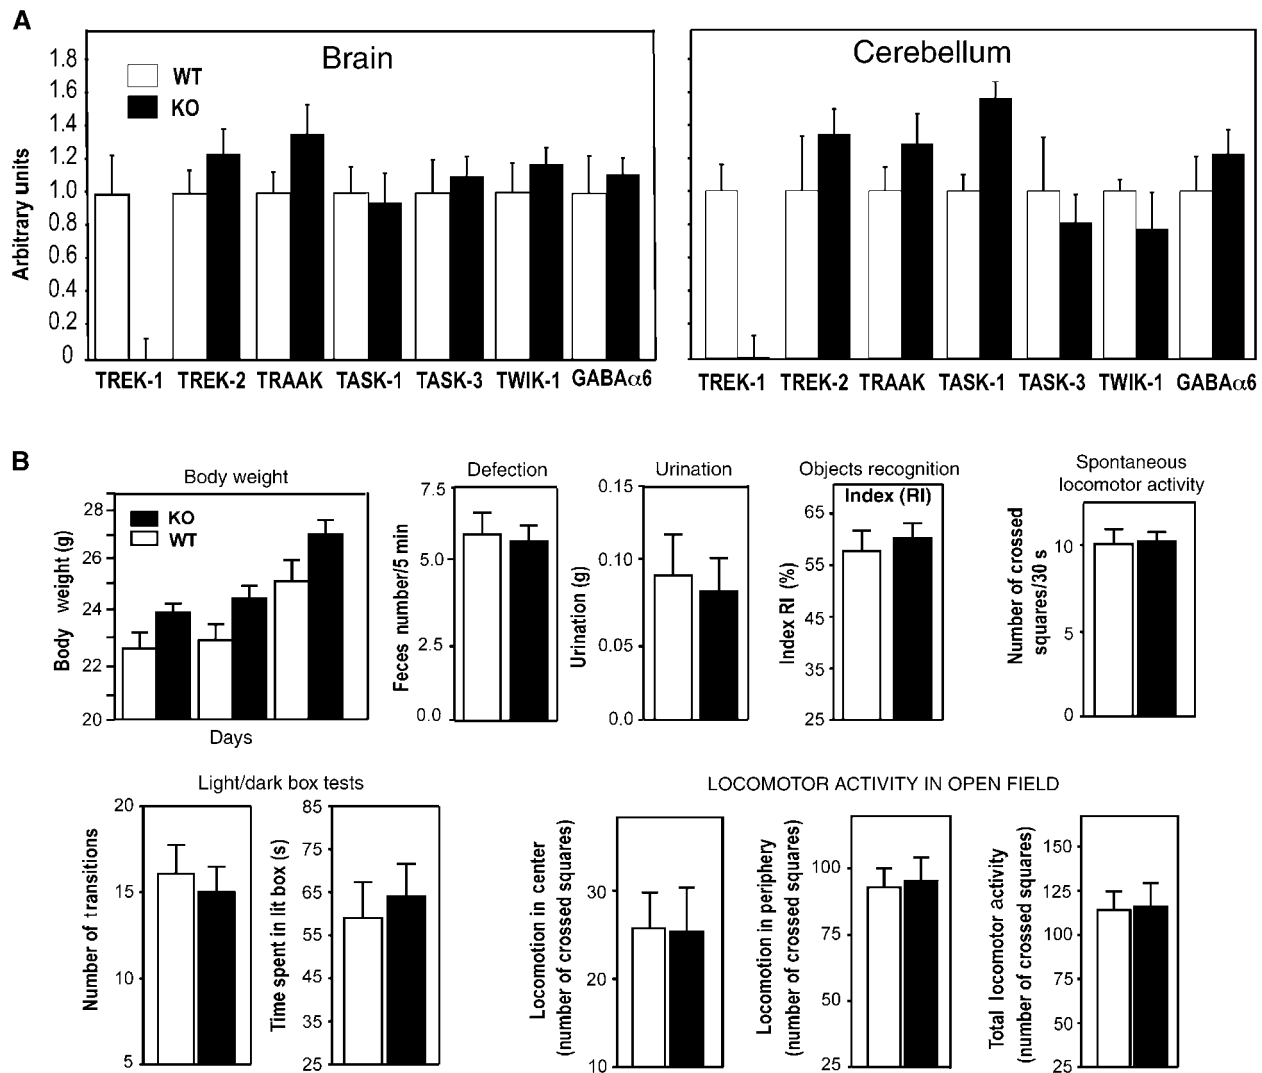 A
Brain
Cerebellum
WT
KO
Arbitrary units
1.8
1.6
1.4
1.2
1.0
0.8
0.6
0.4
0.2
0
TREK-1 TREK-2 TRAAK TASK-1 TASK-3 TWIK-1 GABAα6
TREK-1 TREK-2 TRAAK TASK-1 TASK-3 TWIK-1 GABAα6
B
Body weight
KO
WT
Body weight (g)
28
26
24
22
20
Days
Defection
Feces number/5 min
7.5
5.0
2.5
0.0
Urination
Urination (g)
0.15
0.10
0.05
0.0
Objects recognition
Index (RI)
Index RI (%)
65
55
45
35
25
Spontaneous
locomotor activity
Number of crossed
squares/30 s
10
5
0
Light/dark box tests
Number of transitions
20
15
10
5
Time spent in lit box (s)
85
75
65
55
45
35
25
LOCOMOTOR ACTIVITY IN OPEN FIELD
Locomotion in center
(number of crossed squares)
30
20
10
Locomotion in periphery
(number of crossed squares)
100
75
50
25
Total locomotor activity
(number of crossed squares)
150
125
100
75
50
25